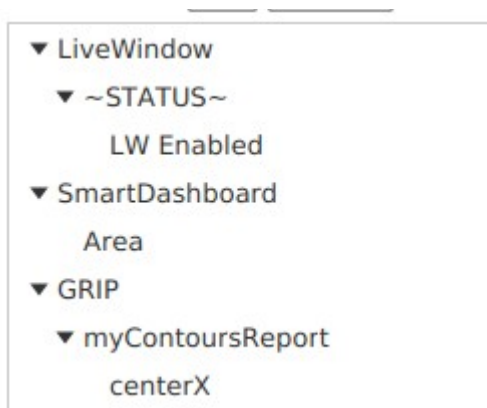 LiveWindow
~STATUS~
LW Enabled
SmartDashboard
Area
GRIP
myContoursReport
centerX